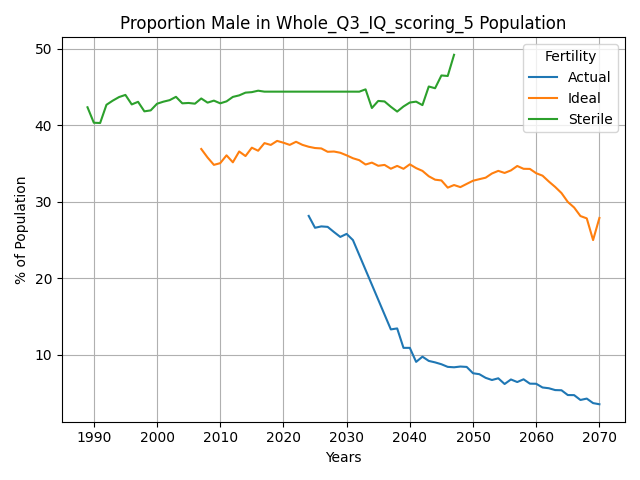 Proportion Male in Whole_Q3_IQ_scoring_5 Population
Fertility
Actual
Ideal
Sterile
% of Population
50
40
30
20
10
1990 2000 2010 2020 2030 2040 2050 2060 2070
Years